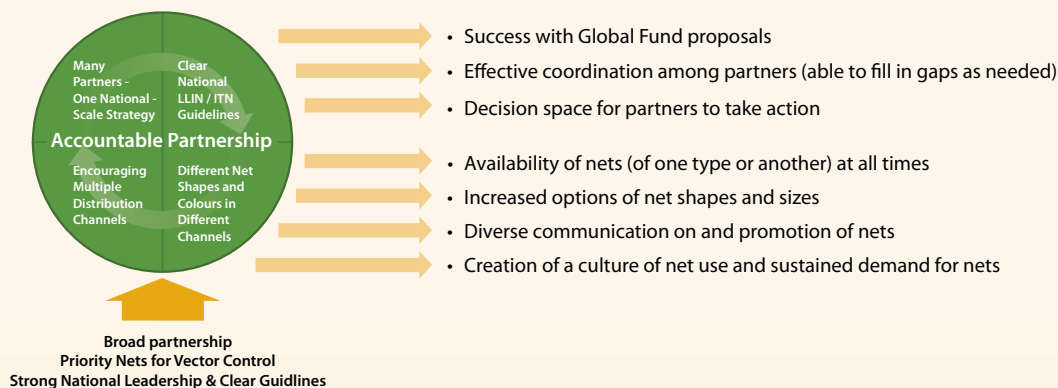 Many
Partners -
One National -
Scale Strategy
Clear
National
LLIN / ITN
Guidelines
Accountable Partnership
Encouraging
Multiple
Distribution
Channels
Different Net
Shapes and
Colours in
Different
Channels
• Success with Global Fund proposals
• Effective coordination among partners (able to fill in gaps as needed)
• Decision space for partners to take action
• Availability of nets (of one type or another) at all times
• Increased options of net shapes and sizes
• Diverse communication on and promotion of nets
• Creation of a culture of net use and sustained demand for nets
Broad partnership
Priority Nets for Vector Control
Strong National Leadership & Clear Guidlines